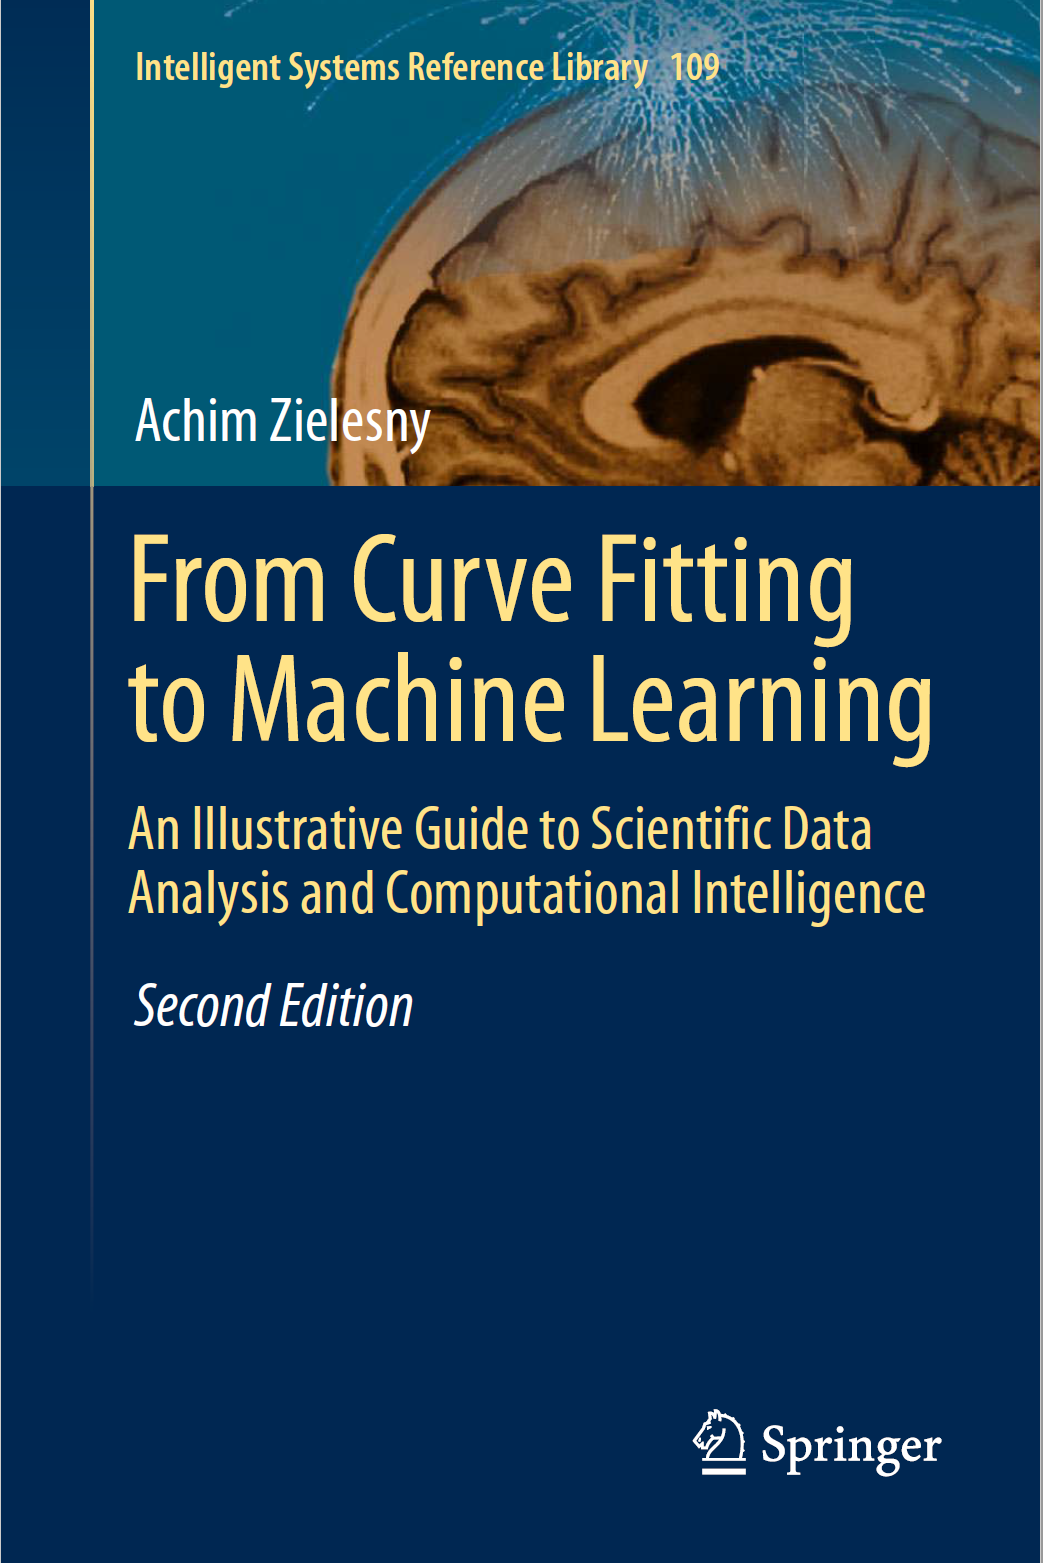 Intelligent Systems Reference Library 109
Achim Zielesny
From Curve Fitting
to Machine Learning
An Illustrative Guide to Scientific Data
Analysis and Computational Intelligence
Second Edition
Springer